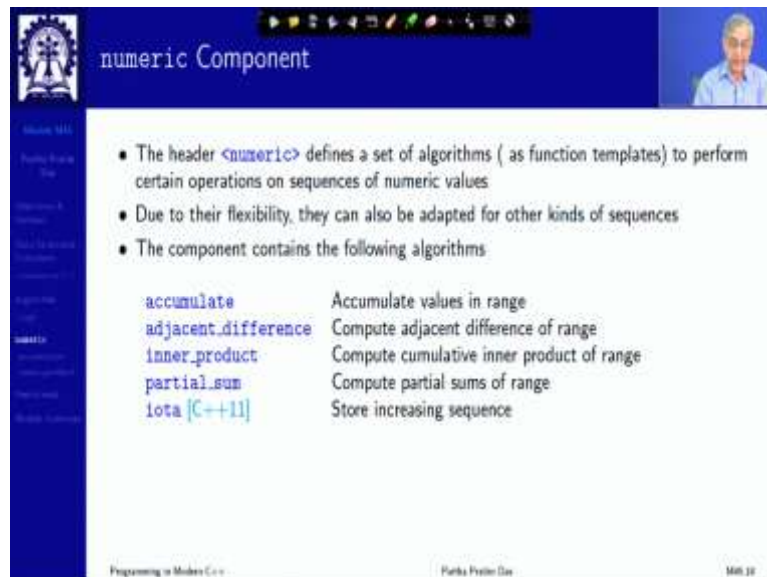 numeric Component
• The header <numeric> defines a set of algorithms ( as function templates) to perform
certain operations on sequences of numeric values
• Due to their flexibility, they can also be adapted for other kinds of sequences
• The component contains the following algorithms
accumulate Accumulate values in range
adjacent_difference Compute adjacent difference of range
inner_product Compute cumulative inner product of range
partial_sum Compute partial sums of range
iota [C++11] Store increasing sequence
numeric
Programming in Modern C++ Partha Pratim Das